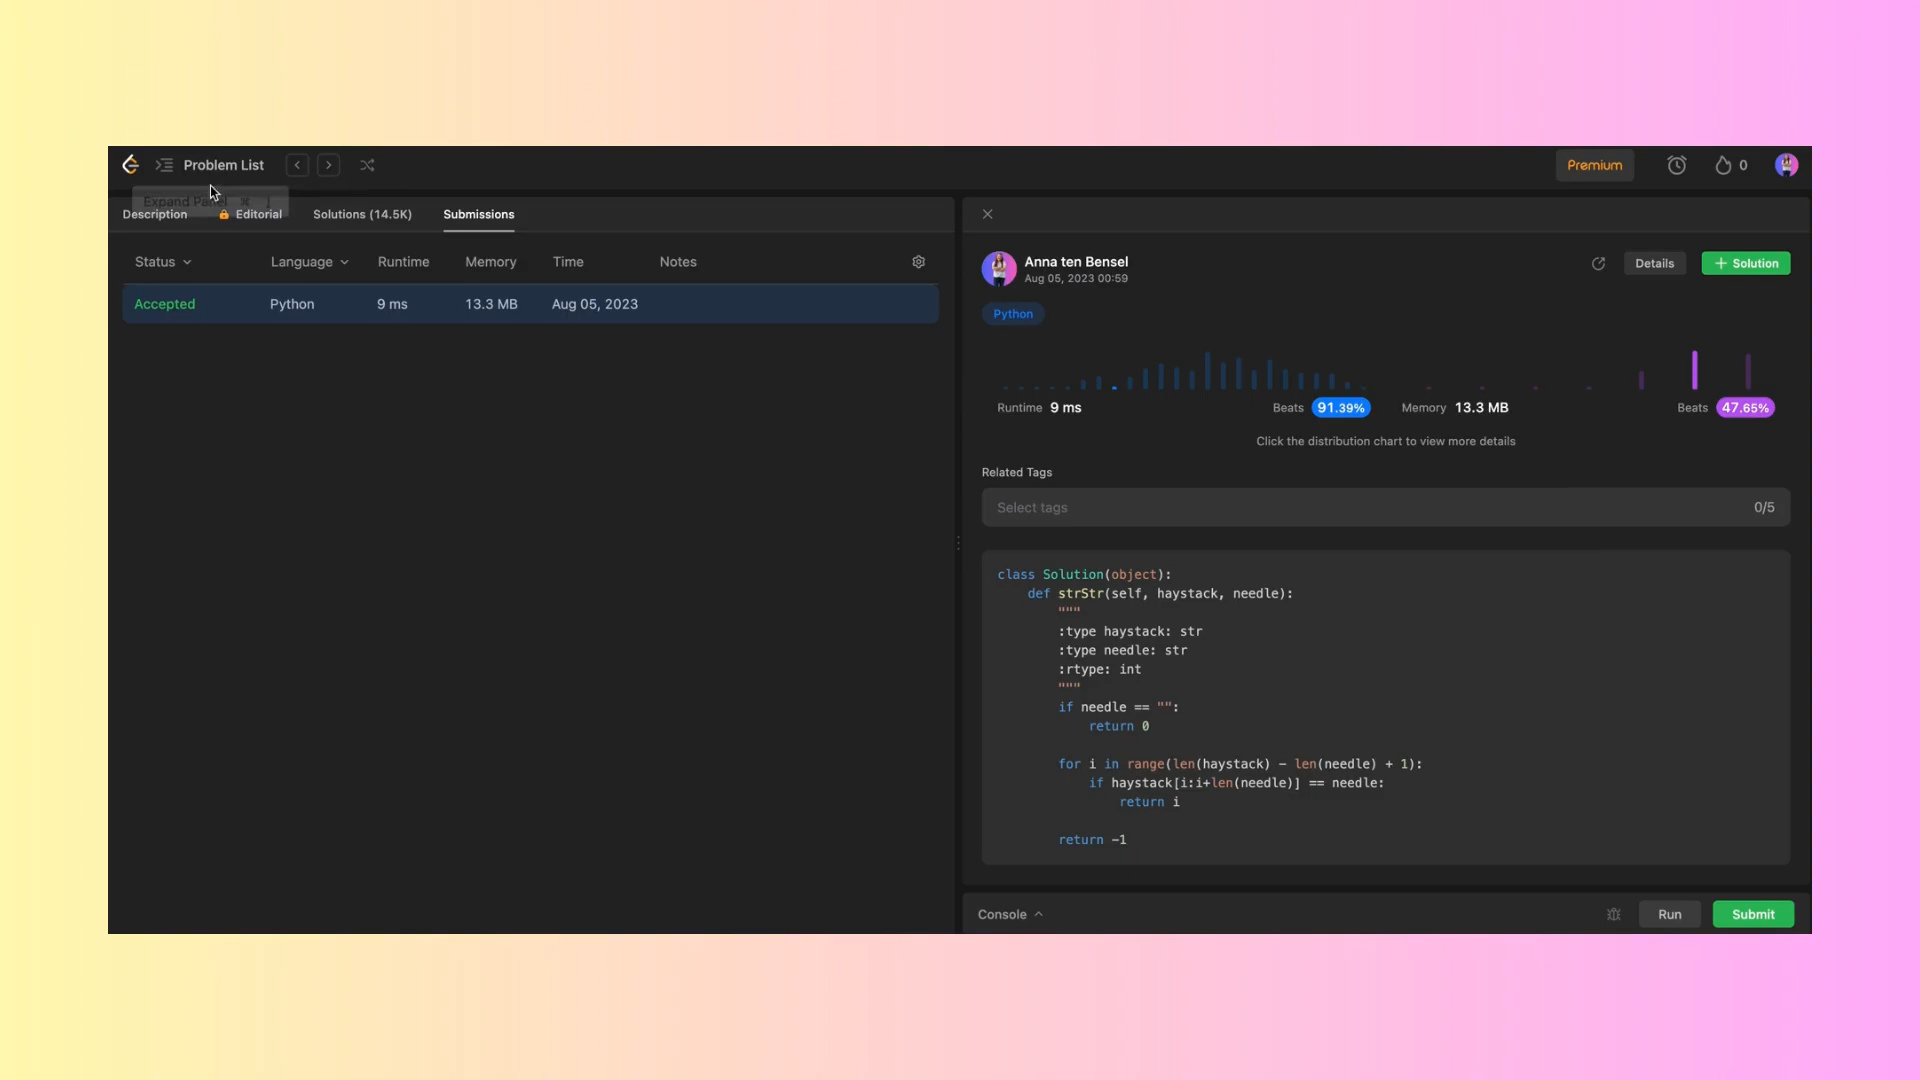 Problem List
Premium
0
Expand Panel ⌘ ]
Description
Editorial
Solutions (14.5K)
Submissions
Status
Language
Runtime
Memory
Time
Notes
Accepted
Python
9 ms
13.3 MB
Aug 05, 2023
Anna ten Bensel
Aug 05, 2023 00:59
Details
+ Solution
Python
Runtime 9 ms
Beats 91.39%
Memory 13.3 MB
Beats 47.65%
Click the distribution chart to view more details
Related Tags
Select tags
0/5
class Solution(object):
    def strStr(self, haystack, needle):
        """
        :type haystack: str
        :type needle: str
        :rtype: int
        """
        if needle == "":
            return 0
        for i in range(len(haystack) - len(needle) + 1):
            if haystack[i:i+len(needle)] == needle:
                return i
        return -1
Console
Run
Submit